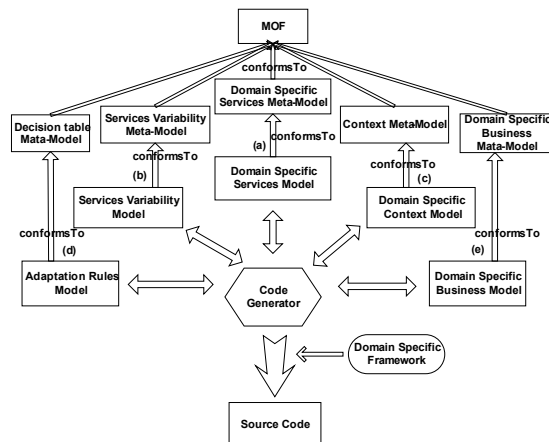 MOF
conformsTo
Domain Specific
Services Meta-Model
Services Variability
Meta-Model
Context Meta-Model
Decision table
Mata-Model
Domain Specific
Business
Mata-Model
conformsTo
(a)
conformsTo
(b)
conformsTo
(c)
Domain Specific
Services Model
Services Variability
Model
Domain Specific
Context Model
conformsTo
(d)
conformsTo
(e)
Adaptation Rules
Model
Code
Generator
Domain Specific
Business Model
Domain Specific
Framework
Source Code